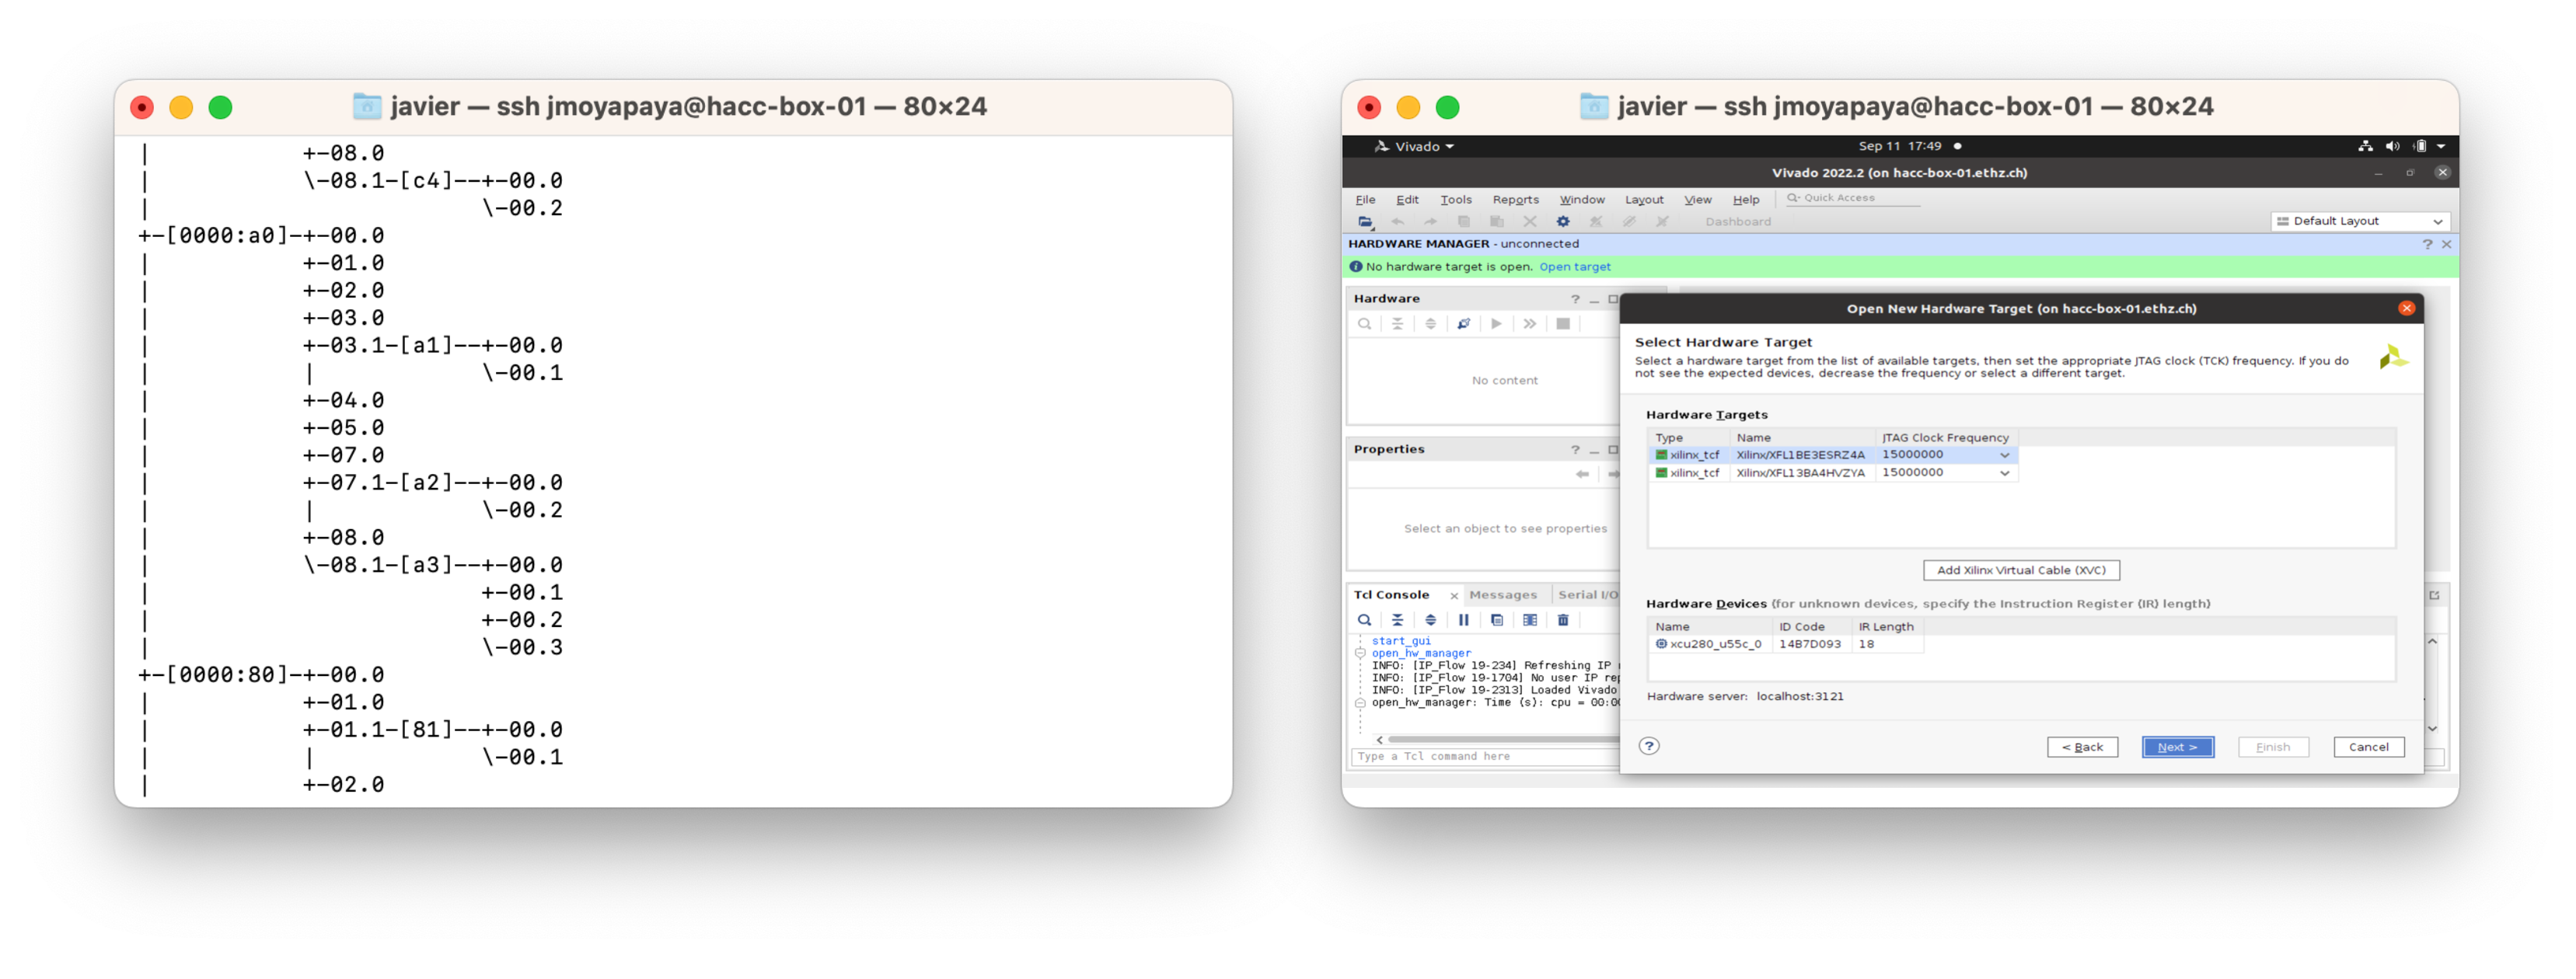 javier — ssh jmoyapaya@hacc-box-01 — 80×24
|           +-08.0
|           \-08.1-[c4]--+-00.0
|                        \-00.2
+-[0000:a0]-+-00.0
|           +-01.0
|           +-02.0
|           +-03.0
|           +-03.1-[a1]--+-00.0
|           |            \-00.1
|           +-04.0
|           +-05.0
|           +-07.0
|           +-07.1-[a2]--+-00.0
|           |            \-00.2
|           +-08.0
|           \-08.1-[a3]--+-00.0
|                        +-00.1
|                        +-00.2
|                        \-00.3
+-[0000:80]-+-00.0
|           +-01.0
|           +-01.1-[81]--+-00.0
|           |            \-00.1
|           +-02.0
javier — ssh jmoyapaya@hacc-box-01 — 80×24
Vivado Sep 11 17:49
Vivado 2022.2 (on hacc-box-01.ethz.ch)
File Edit Tools Reports Window Layout View Help Quick Access
Dashboard Default Layout
HARDWARE MANAGER - unconnected
No hardware target is open. Open target
Hardware
No content
Properties
Select an object to see properties
Tcl Console Messages Serial I/O
start_gui
open_hw_manager
INFO: [IP_Flow 19-234] Refreshing IP
INFO: [IP_Flow 19-1704] No user IP rep
INFO: [IP_Flow 19-2313] Loaded Vivado
open_hw_manager: Time (s): cpu = 00:00
Type a Tcl command here
Open New Hardware Target (on hacc-box-01.ethz.ch)
Select Hardware Target
Select a hardware target from the list of available targets, then set the appropriate JTAG clock (TCK) frequency. If you do
not see the expected devices, decrease the frequency or select a different target.
Hardware Targets
Type Name JTAG Clock Frequency
xilinx_tcf Xilinx/XFL1BE3ESRZ4A 15000000
xilinx_tcf Xilinx/XFL13BA4HVZYA 15000000
Add Xilinx Virtual Cable (XVC)
Hardware Devices (for unknown devices, specify the Instruction Register (IR) length)
Name ID Code IR Length
xcu280_u55c_0 14B7D093 18
Hardware server: localhost:3121
? < Back Next > Finish Cancel